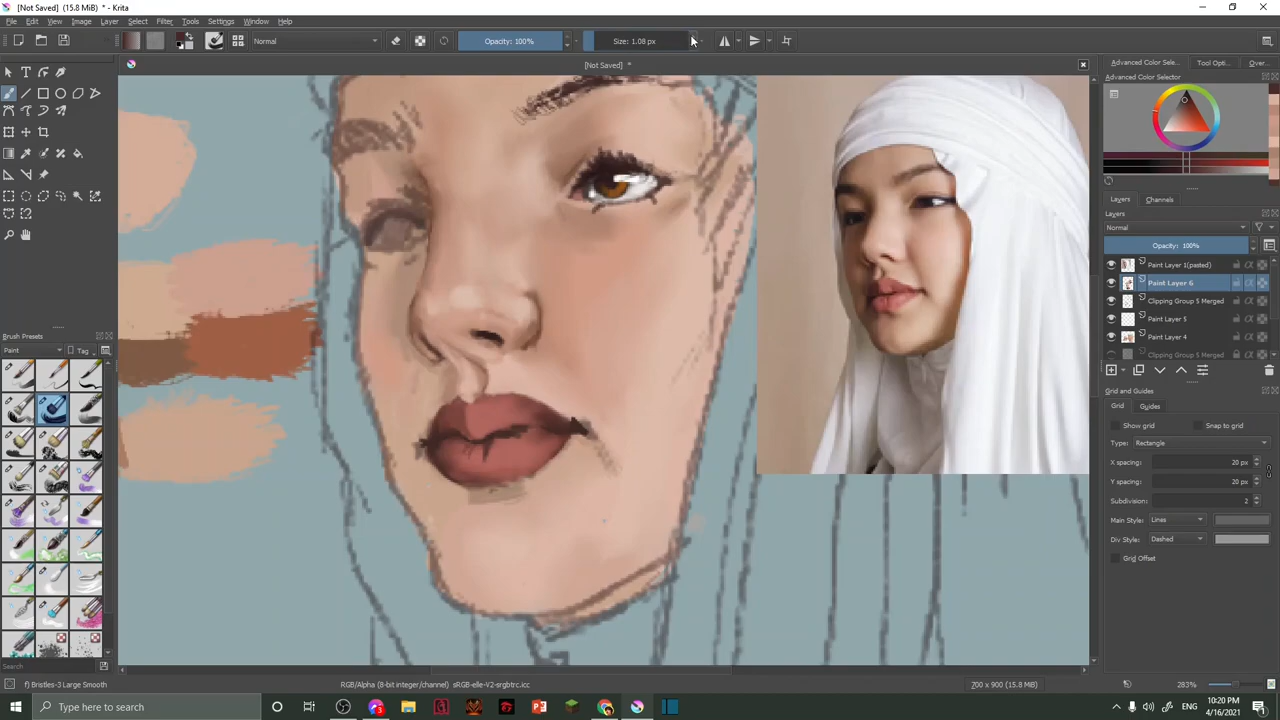 [Not Saved] (15.8 MiB) * - Krita
File Edit View Image Layer Select Filter Tools Settings Window Help
Normal
Opacity: 100%
Size: 1.08 px
[Not Saved] *
Advanced Color Selec...
Tool Opti...
Over...
Advanced Color Selector
Layers
Channels
Layers
Normal
Opacity: 100%
Paint Layer 1(pasted)
Paint Layer 6
Clipping Group 5 Merged
Paint Layer 5
Paint Layer 4
Clipping Group 5 Merged
Brush Presets
Paint
Tag
Grid and Guides
Grid
Guides
Show grid
Snap to grid
Type: Rectangle
X spacing: 20 px
Y spacing: 20 px
Subdivision: 2
Main Style: Lines
Div Style: Dashed
Grid Offset
Search
f) Bristles-3 Large Smooth
RGB/Alpha (8-bit integer/channel) sRGB-elle-V2-srgbtrc.icc
700 x 900 (15.8 MiB)
283%
Type here to search
3
ENG
10:20 PM
4/16/2021